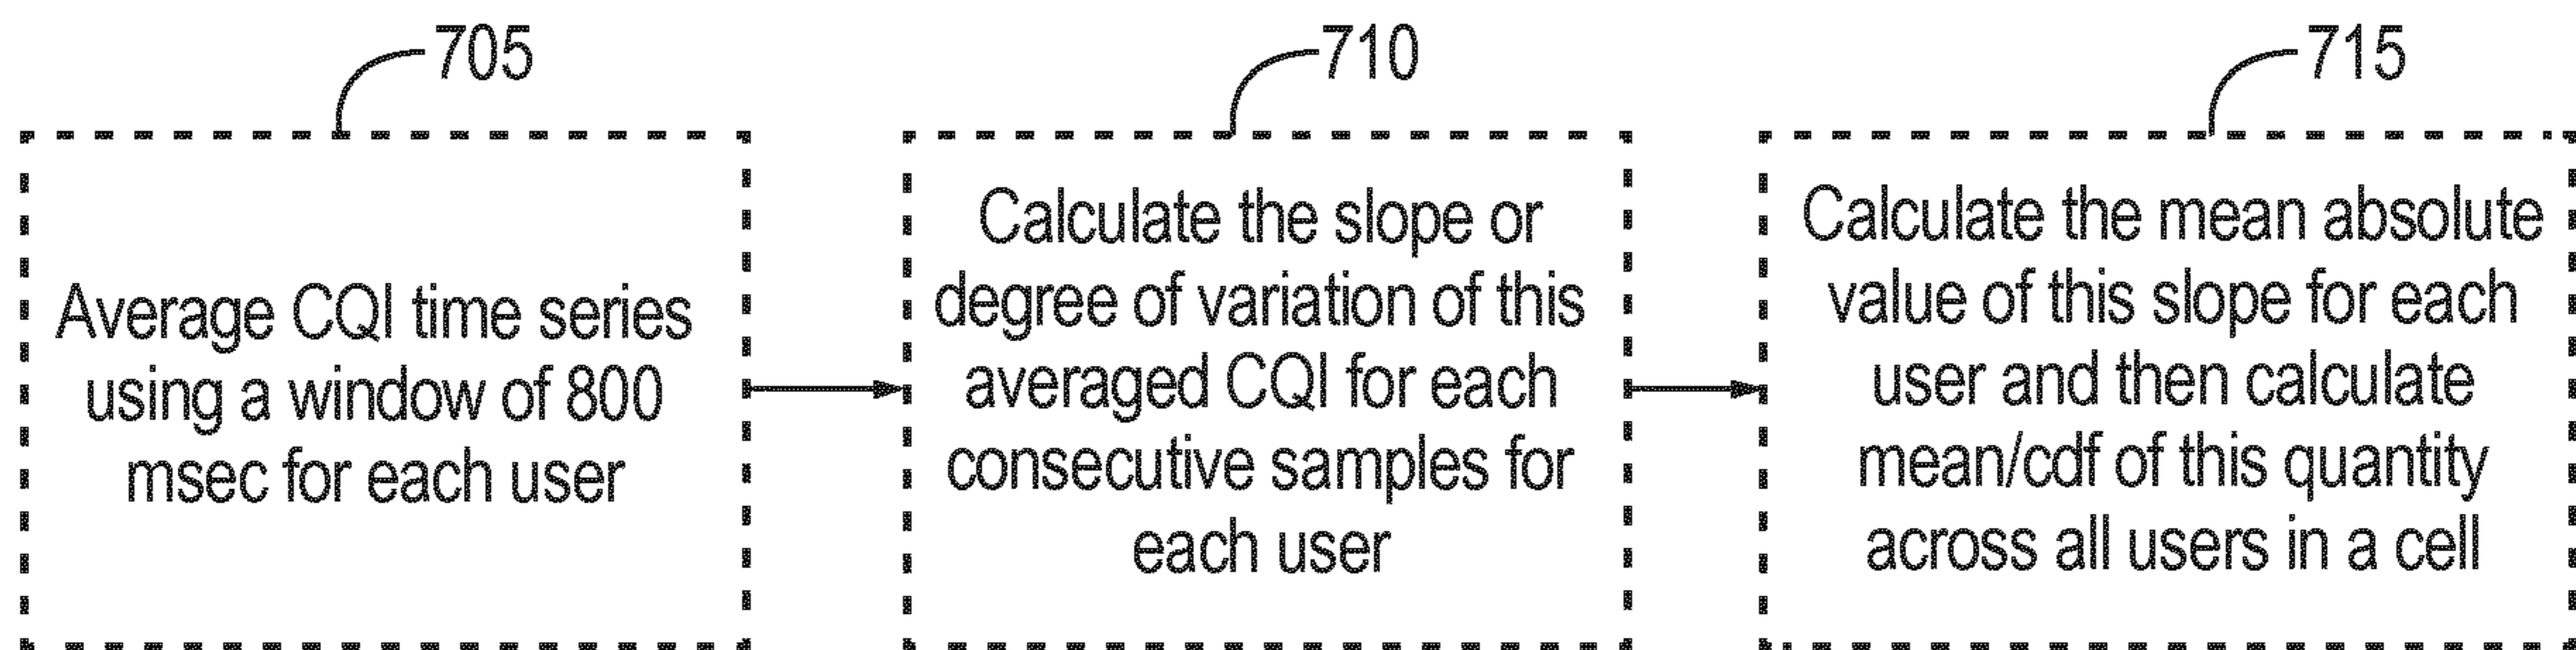 705
Average CQI time series
using a window of 800
msec for each user
710
Calculate the slope or
degree of variation of this
averaged CQI for each
consecutive samples for
each user
715
Calculate the mean absolute
value of this slope for each
user and then calculate
mean/cdf of this quantity
across all users in a cell